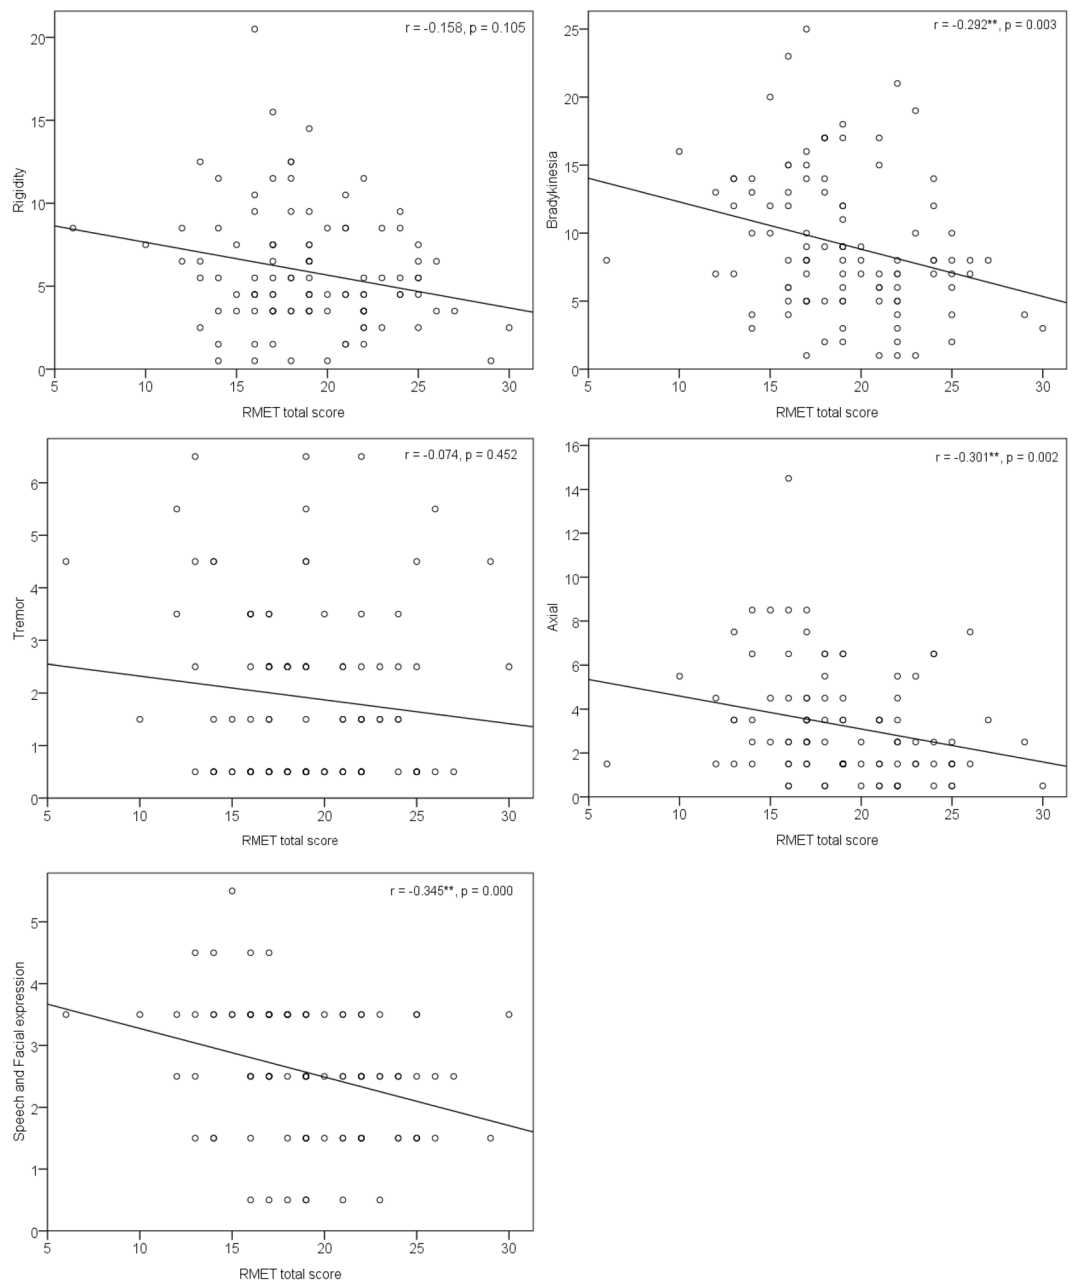 r = -0.158, p = 0.105
20
15
10
5
0
Rigidity
5 10 15 20 25 30
RMET total score
r = -0.292**, p = 0.003
25
20
15
10
5
0
Bradykinesia
5 10 15 20 25 30
RMET total score
r = -0.074, p = 0.452
6
5
4
3
2
1
0
Tremor
5 10 15 20 25 30
RMET total score
r = -0.301**, p = 0.002
16
14
12
10
8
6
4
2
0
Axial
5 10 15 20 25 30
RMET total score
r = -0.345**, p = 0.000
5
4
3
2
1
0
Speech and Facial expression
5 10 15 20 25 30
RMET total score